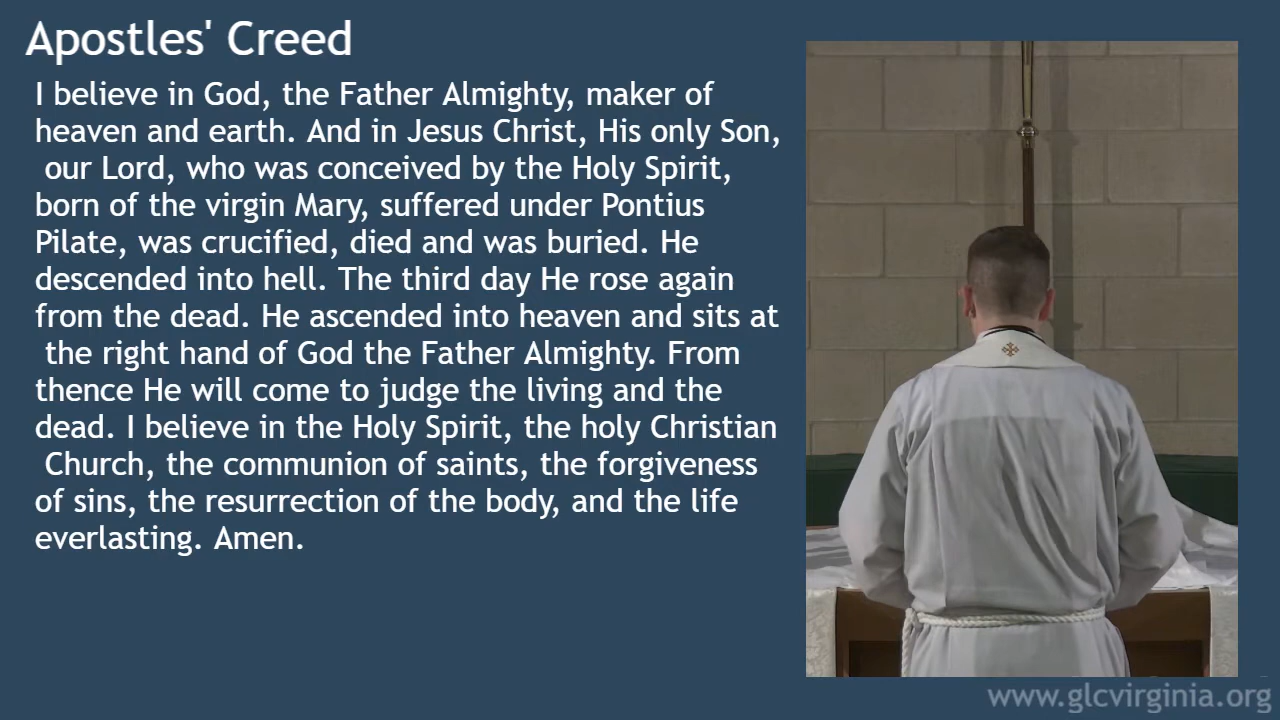 Apostles' Creed
I believe in God, the Father Almighty, maker of
heaven and earth. And in Jesus Christ, His only Son,
our Lord, who was conceived by the Holy Spirit,
born of the virgin Mary, suffered under Pontius
Pilate, was crucified, died and was buried. He
descended into hell. The third day He rose again
from the dead. He ascended into heaven and sits at
the right hand of God the Father Almighty. From
thence He will come to judge the living and the
dead. I believe in the Holy Spirit, the holy Christian
Church, the communion of saints, the forgiveness
of sins, the resurrection of the body, and the life
everlasting. Amen.
www.glcvirginia.org